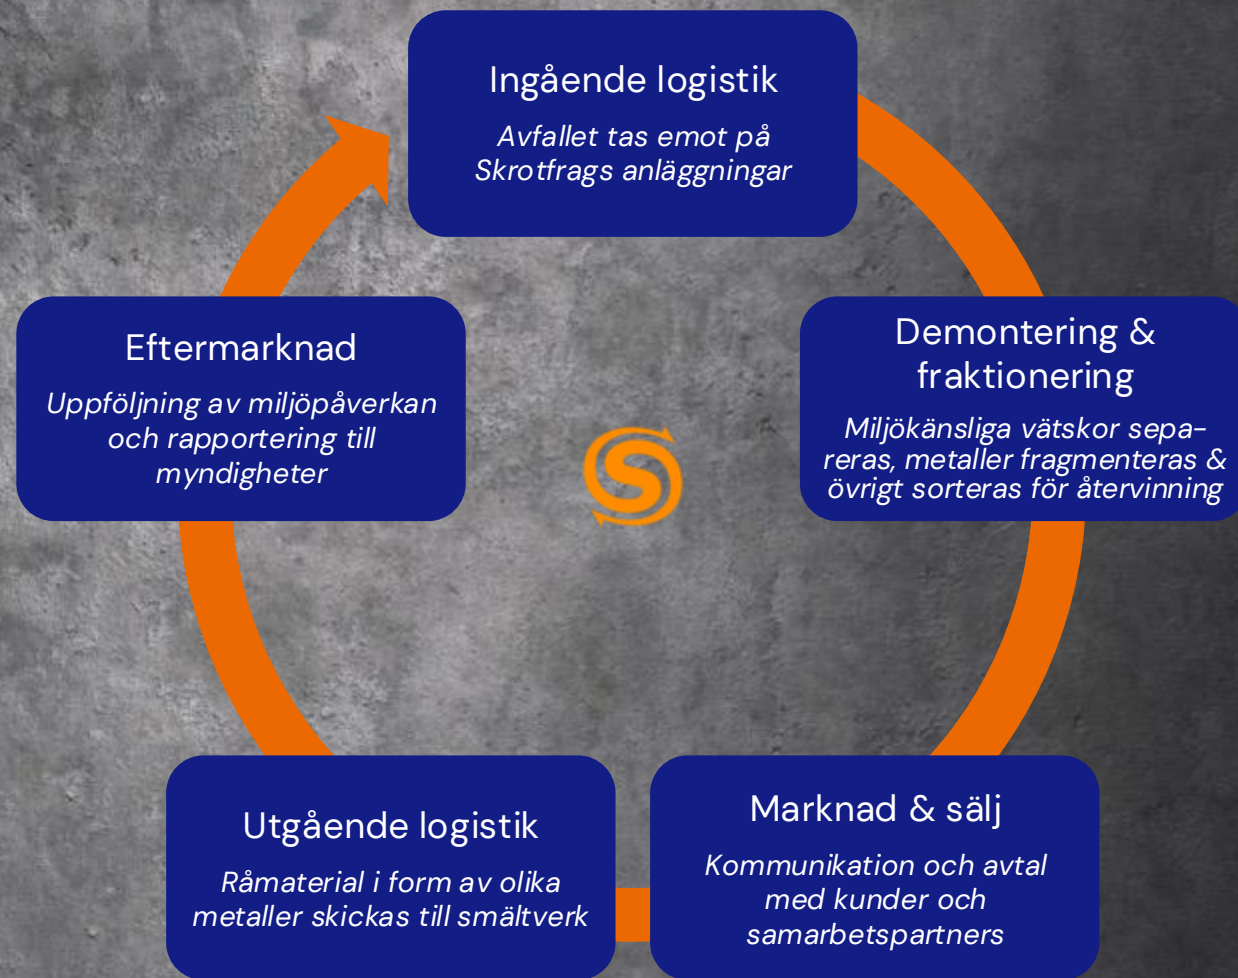 Ingående logistik
Avfallet tas emot på
Skrotfrags anläggningar
Demontering &
fraktionering
Miljökänsliga vätskor sepa-
reras, metaller fragmenteras &
övrigt sorteras för återvinning
Marknad & sälj
Kommunikation och avtal
med kunder och
samarbetspartners
Utgående logistik
Råmaterial i form av olika
metaller skickas till smältverk
Eftermarknad
Uppföljning av miljöpåverkan
och rapportering till
myndigheter
S